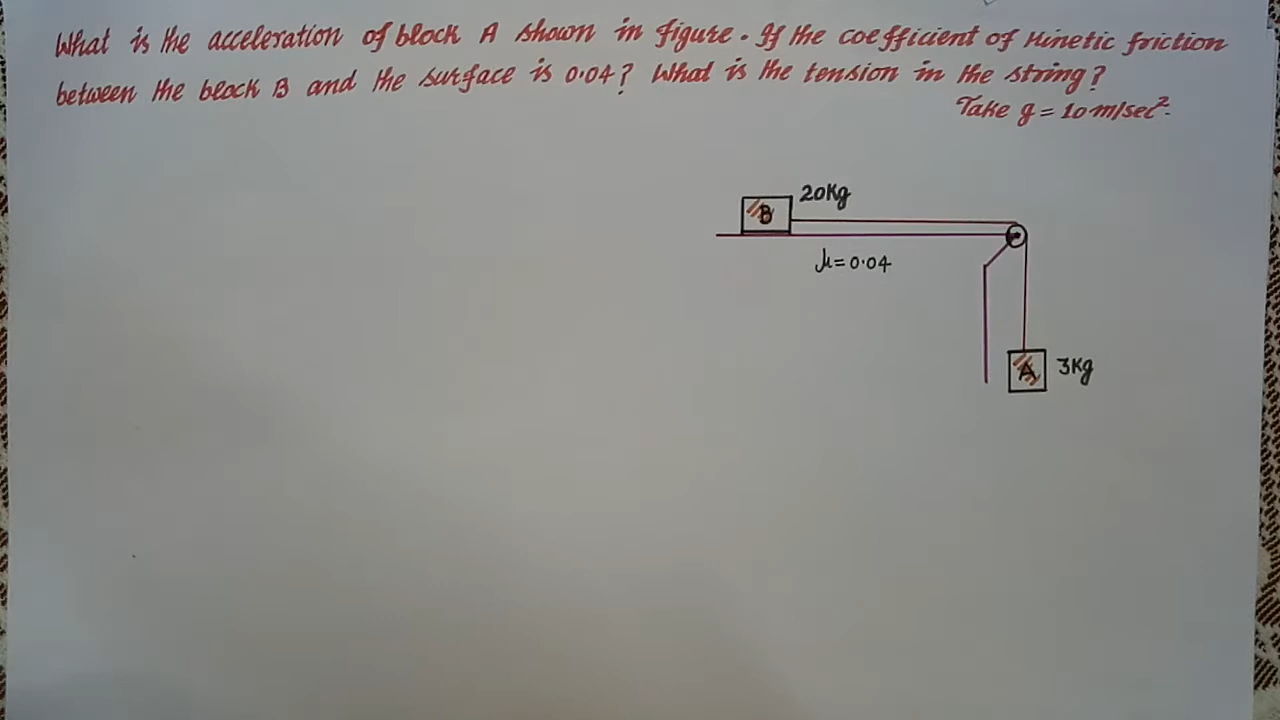 What is the acceleration of block A shown in figure. If the coefficient of Kinetic friction
between the block B and the surface is 0.04? What is the tension in the string?
Take g = 10 m/sec².
20Kg
B
μ = 0.04
A 3Kg